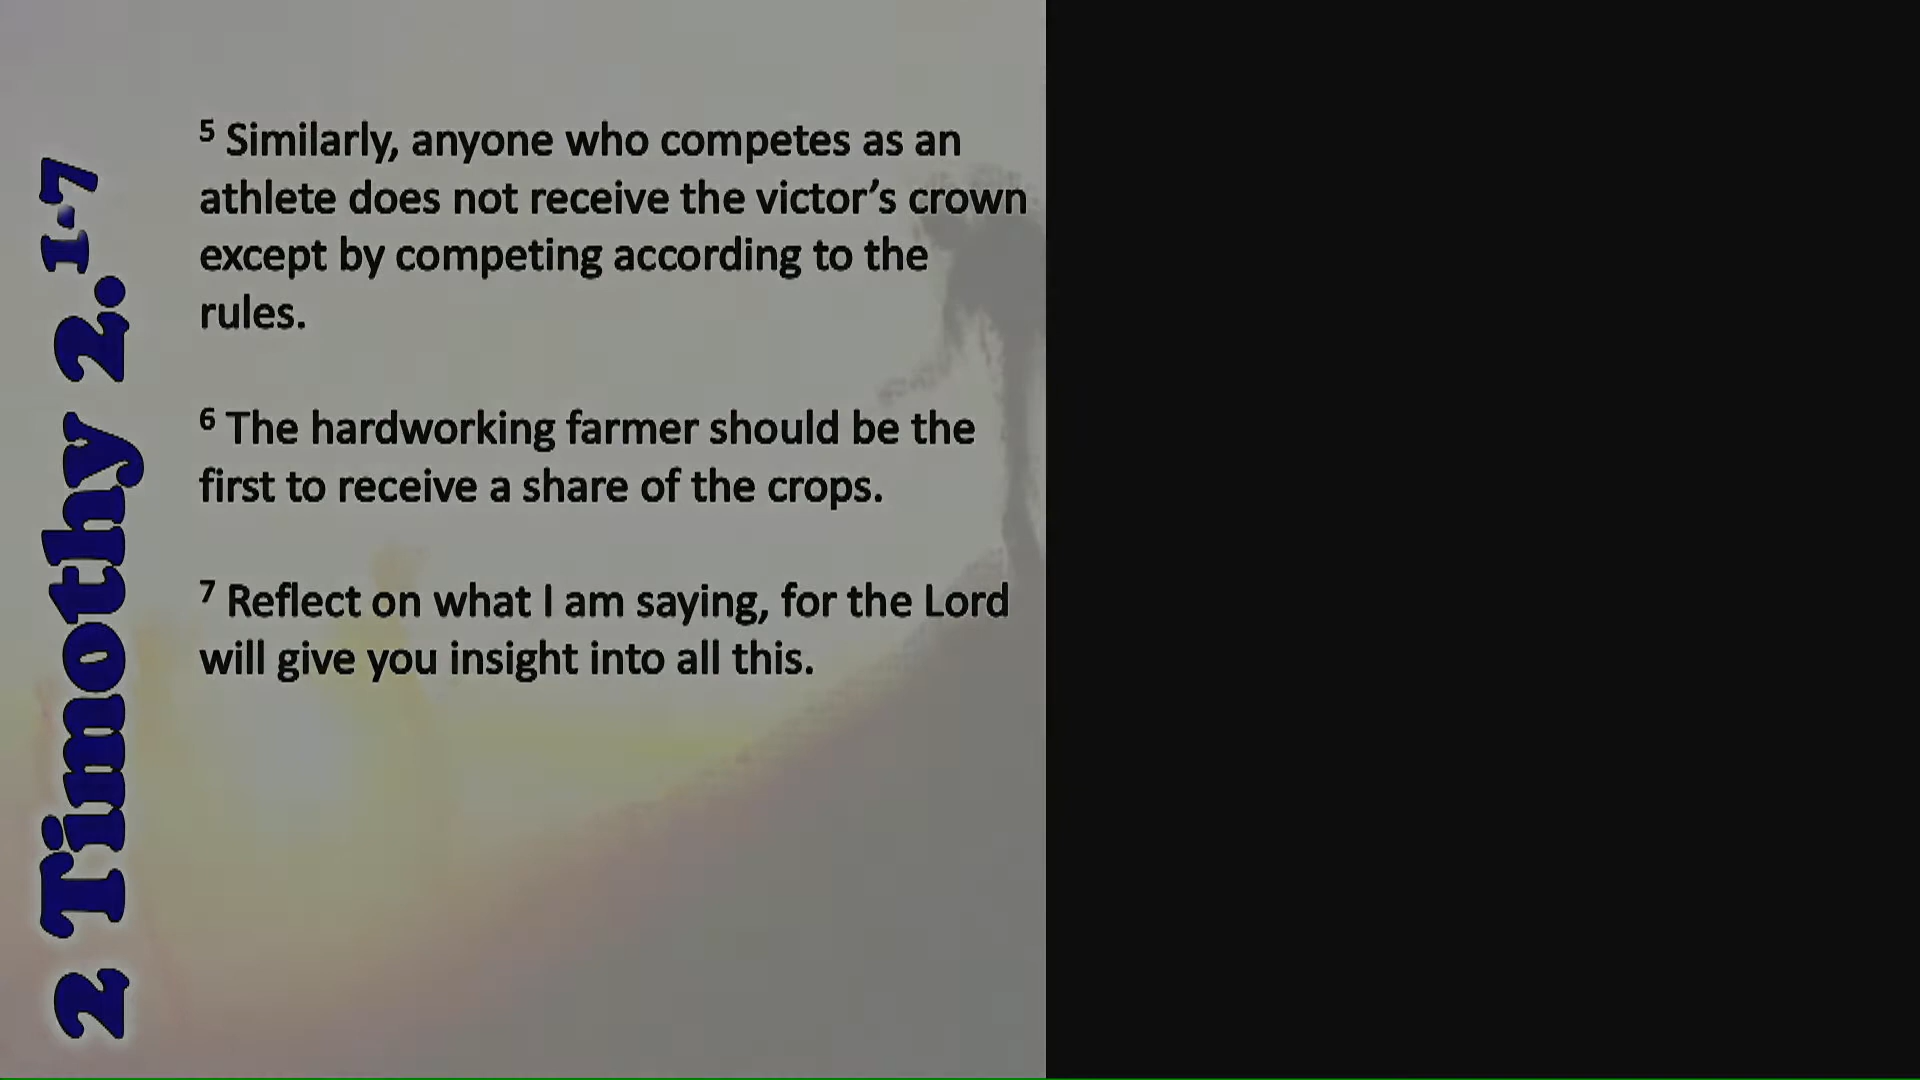 2 Timothy 2.1-7
5 Similarly, anyone who competes as an
athlete does not receive the victor’s crown
except by competing according to the
rules.
6 The hardworking farmer should be the
first to receive a share of the crops.
7 Reflect on what I am saying, for the Lord
will give you insight into all this.